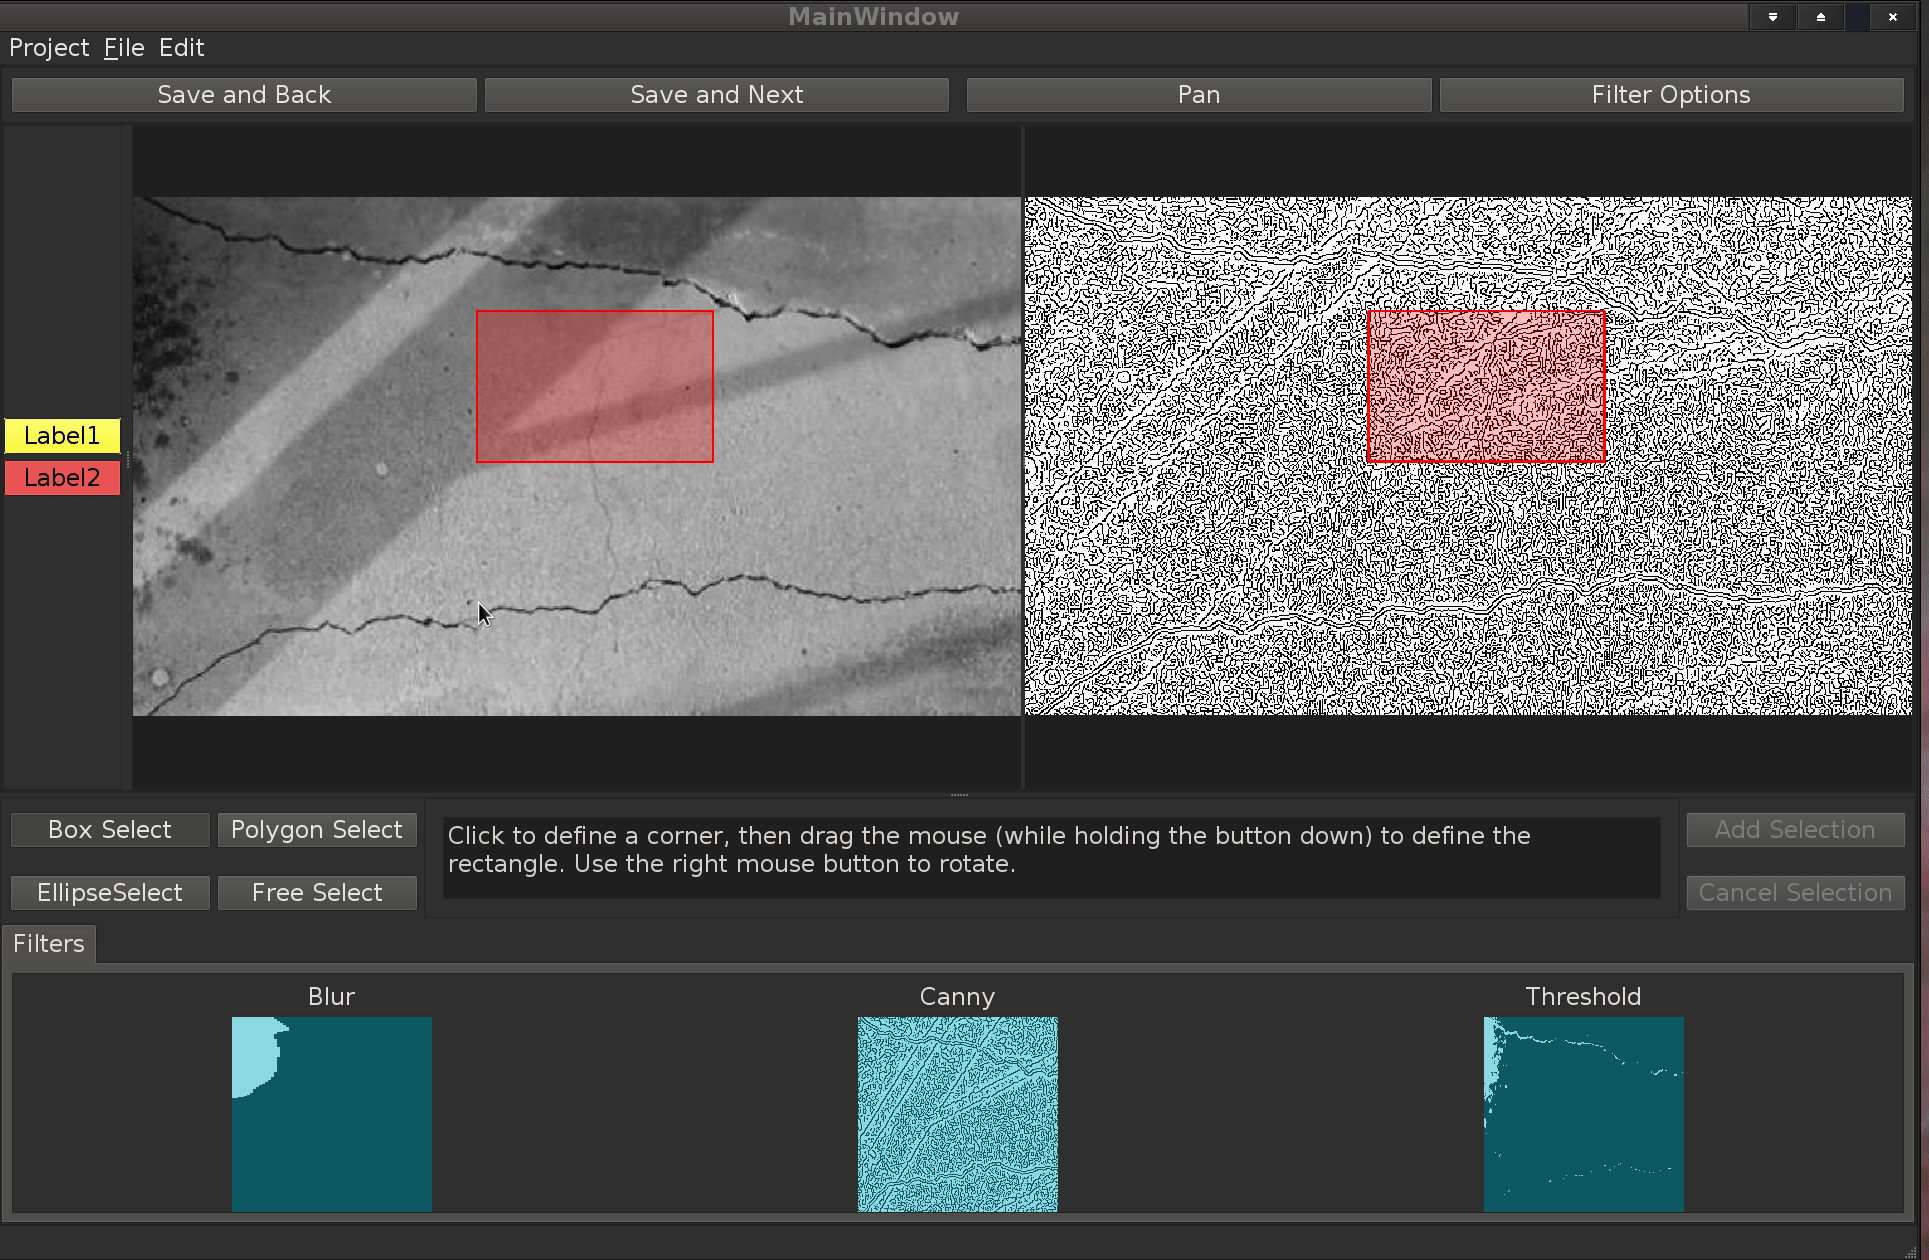 MainWindow
Project File Edit
Save and Back Save and Next Pan Filter Options
Label1
Label2
Box Select Polygon Select
EllipseSelect Free Select
Click to define a corner, then drag the mouse (while holding the button down) to define the
rectangle. Use the right mouse button to rotate.
Add Selection
Cancel Selection
Filters
Blur Canny Threshold